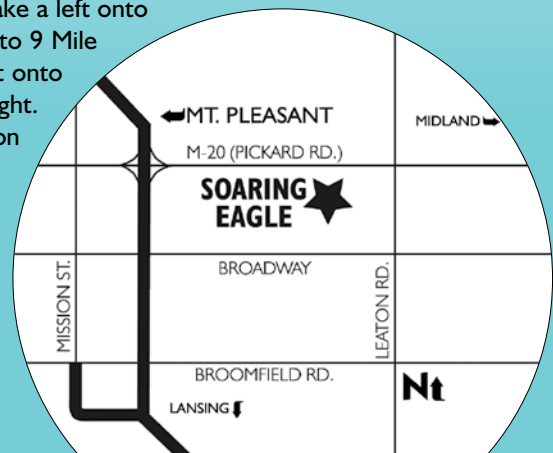 ake a left onto
to 9 Mile
t onto
ght.
on
MT. PLEASANT
MIDLAND
M-20 (PICKARD RD.)
SOARING
EAGLE
BROADWAY
MISSION ST.
LEATON RD.
BROOMFIELD RD.
N
LANSING